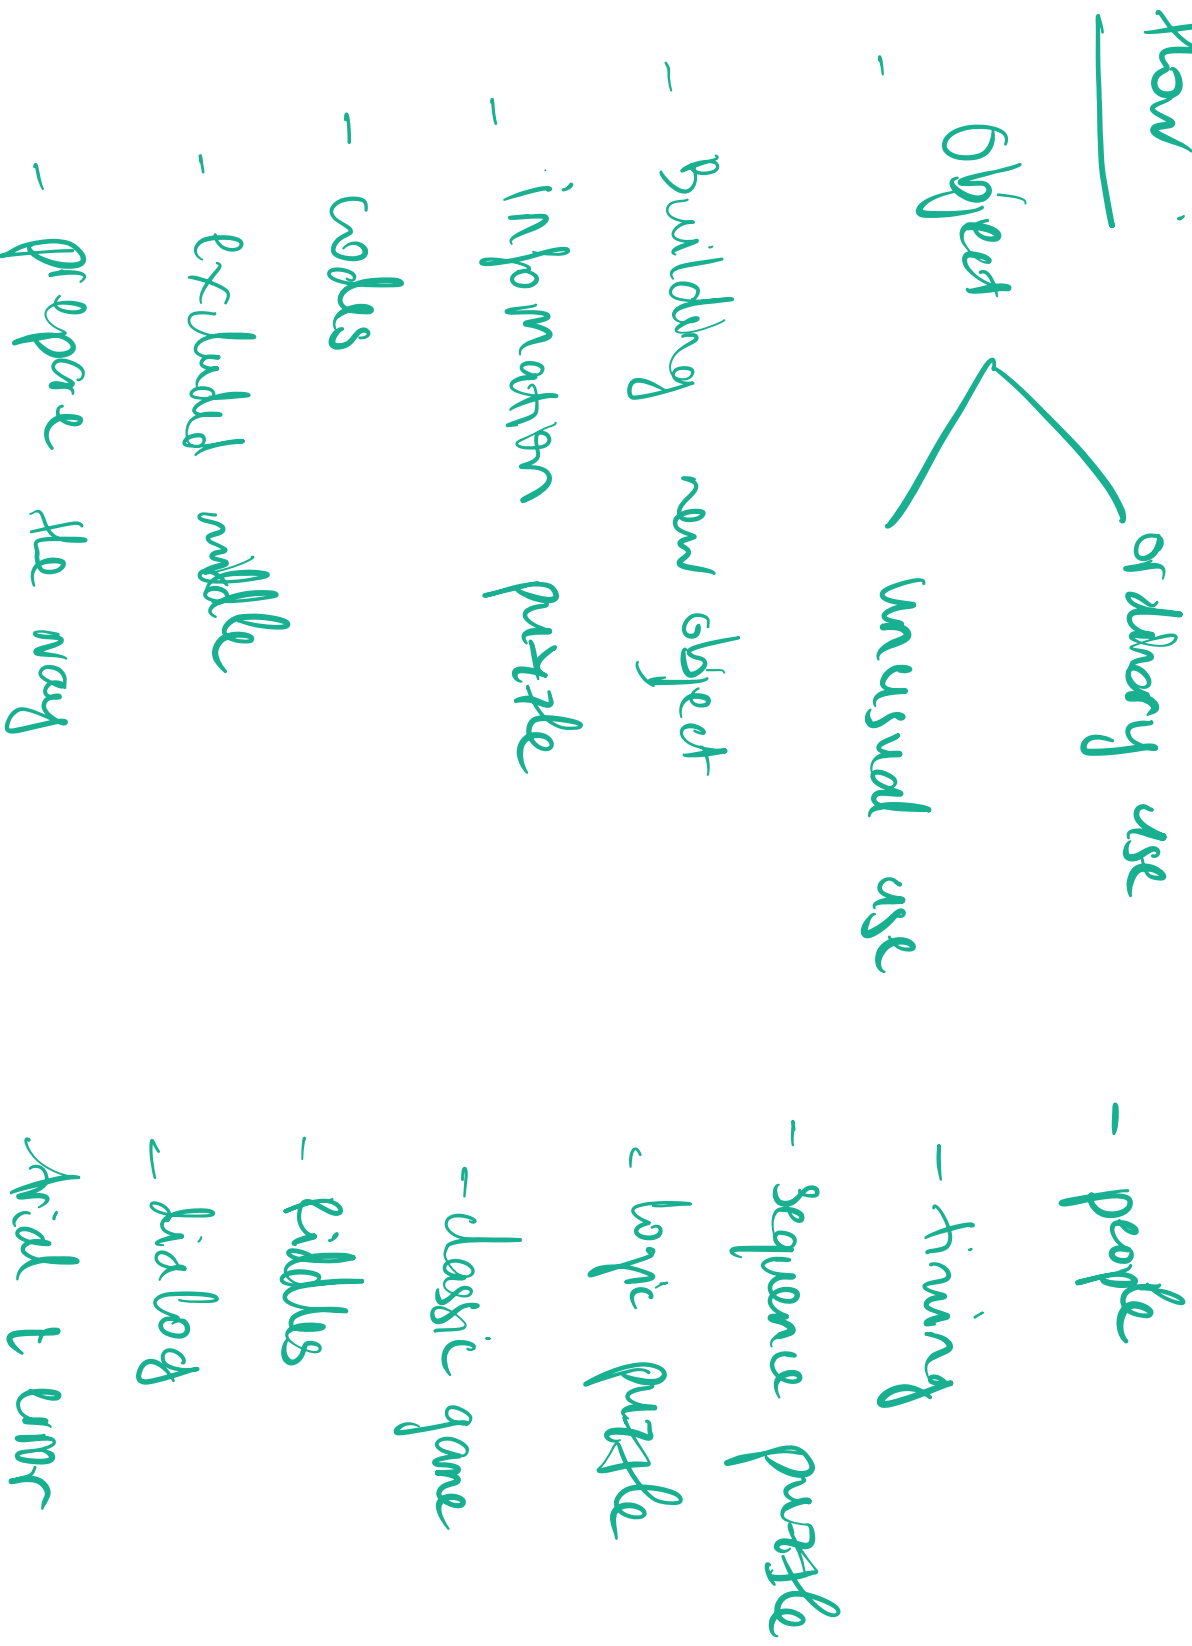 How :
- Object
ordinary use
unusual use
- Building new object
- information puzzle
- codes
- excluded middle
- prepare the way
- people
- timing
- Sequence puzzle
- logic puzzle
- classic game
- Riddles
- dialog
trial t error